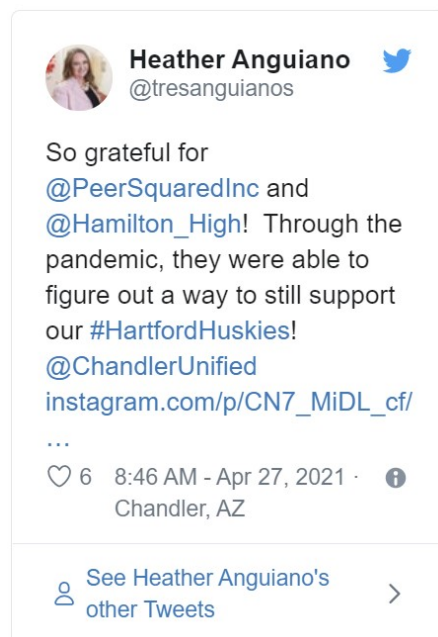 Heather Anguiano
@tresanguianos
So grateful for
@PeerSquaredInc and
@Hamilton_High!  Through the
pandemic, they were able to
figure out a way to still support
our #HartfordHuskies!
@ChandlerUnified
instagram.com/p/CN7_MiDL_cf/
…
6 8:46 AM - Apr 27, 2021 ·
Chandler, AZ
See Heather Anguiano's
other Tweets